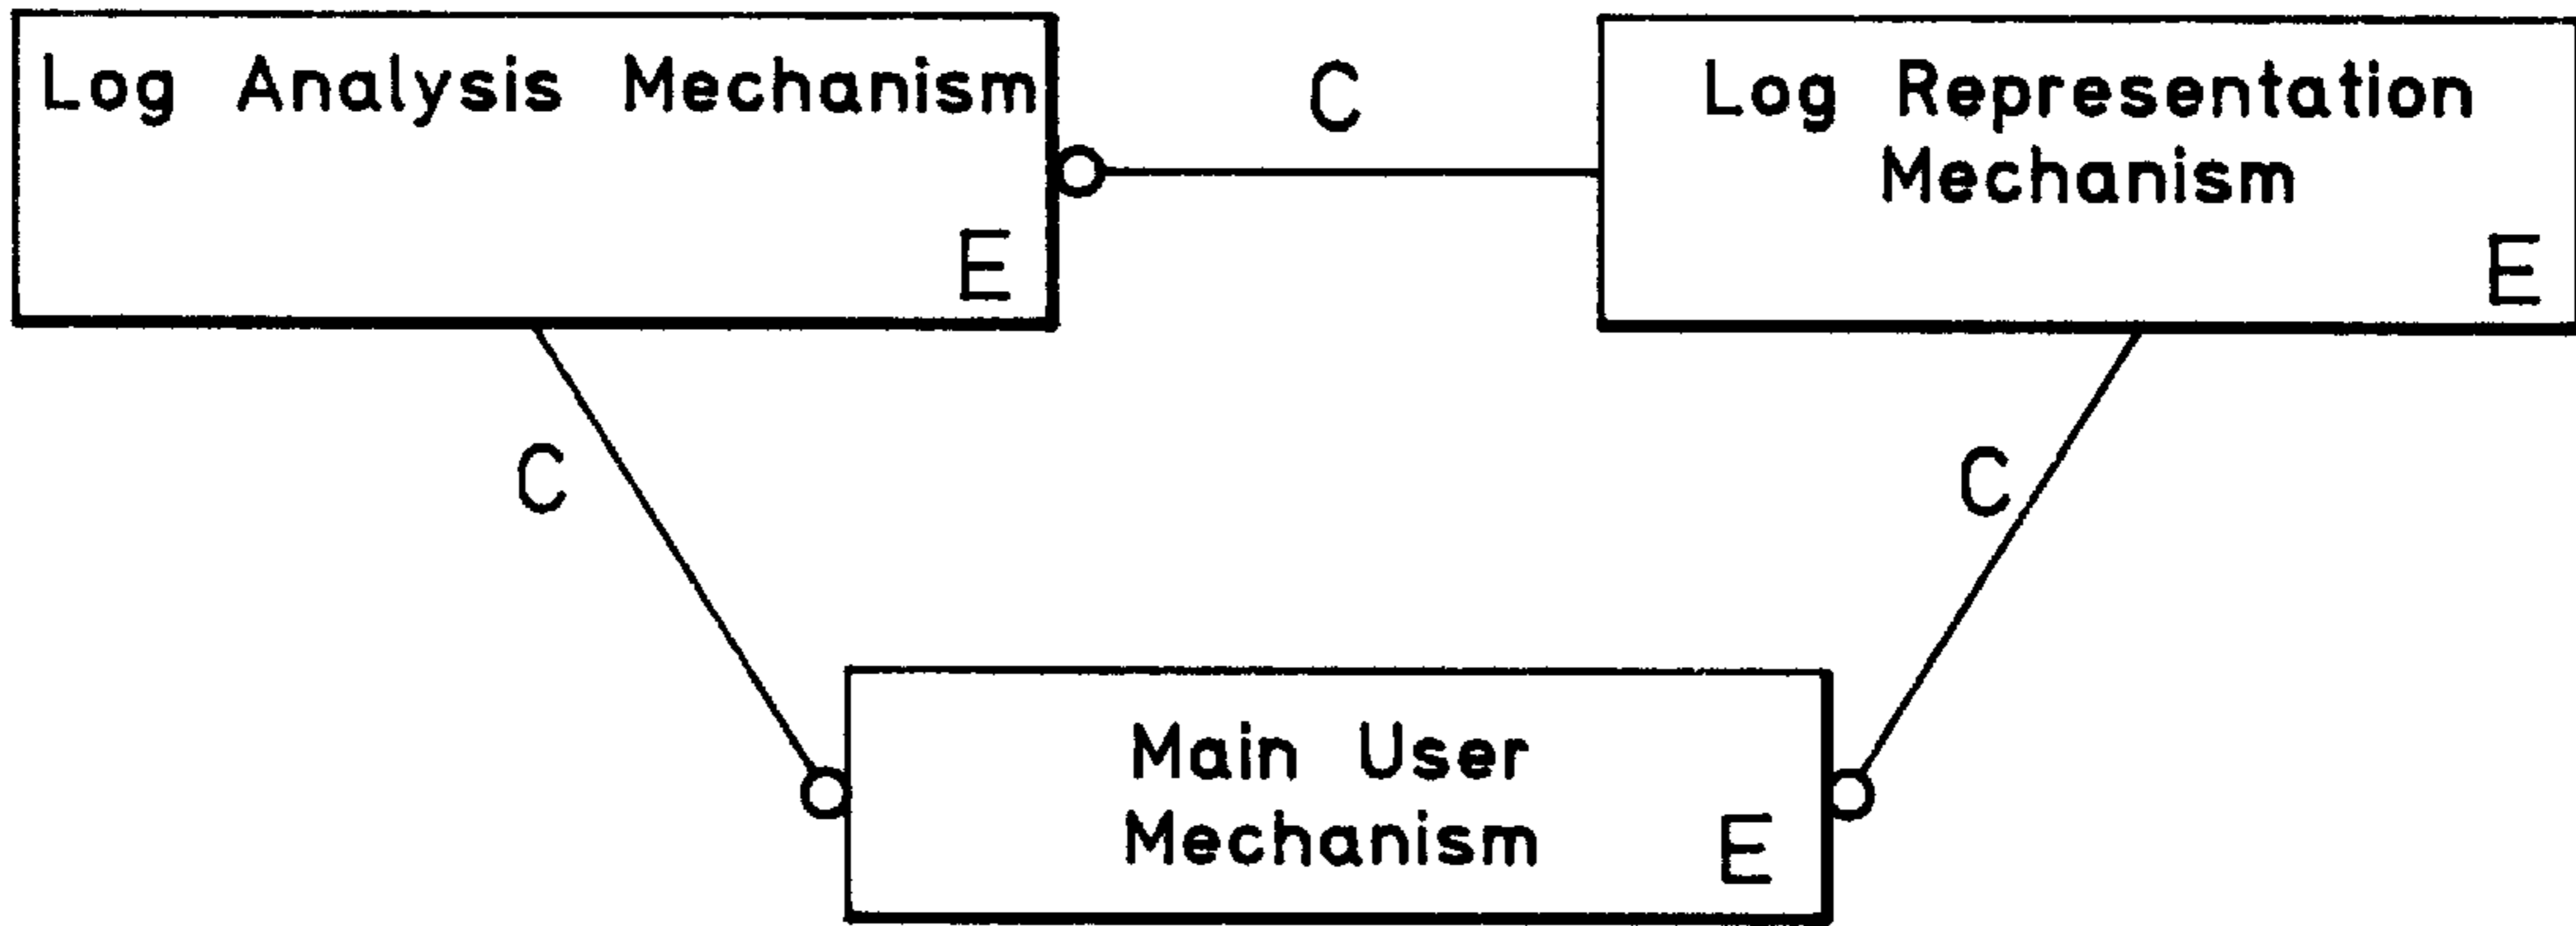 Log Analysis Mechanism
E
C
Log Representation
Mechanism
E
C
C
Main User
Mechanism
E